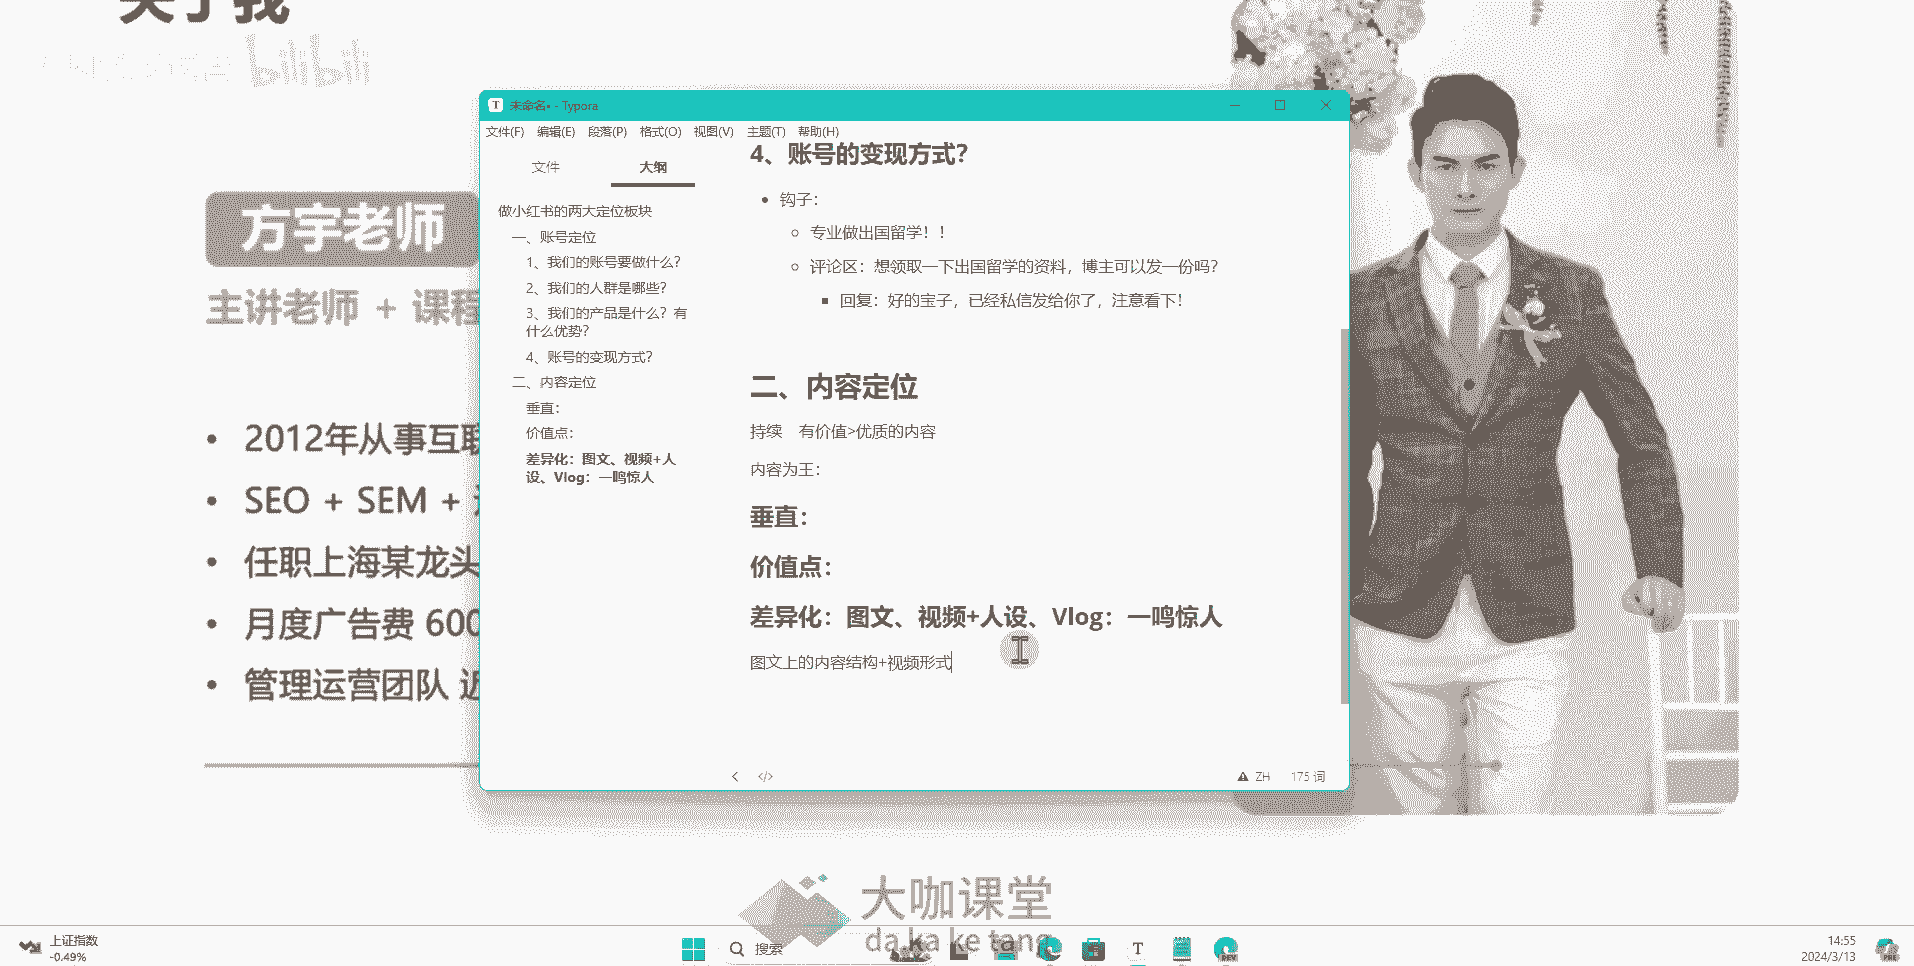 关于我
bilibili
方宇老师
主讲老师 + 课程
2012年从事互联
SEO + SEM +
任职上海某龙头
月度广告费 600
管理运营团队
未命名• - Typora
文件(F) 编辑(E) 段落(P) 格式(O) 视图(V) 主题(T) 帮助(H)
文件 大纲
做小红书的两大定位板块
一、账号定位
1、我们的账号要做什么？
2、我们的人群是哪些？
3、我们的产品是什么？有
什么优势？
4、账号的变现方式？
二、内容定位
垂直：
价值点：
差异化：图文、视频+人
设、Vlog：一鸣惊人
4、账号的变现方式？
钩子：
专业做出国留学！！
评论区：想领取一下出国留学的资料，博主可以发一份吗？
回复：好的宝子，已经私信发给你了，注意看下！
二、内容定位
持续 有价值>优质的内容
内容为王：
垂直：
价值点：
差异化：图文、视频+人设、Vlog：一鸣惊人
图文上的内容结构+视频形式
ZH 175 词
大咖课堂
da ka ke tang
上证指数
-0.49%
搜索
14:55
2024/3/13